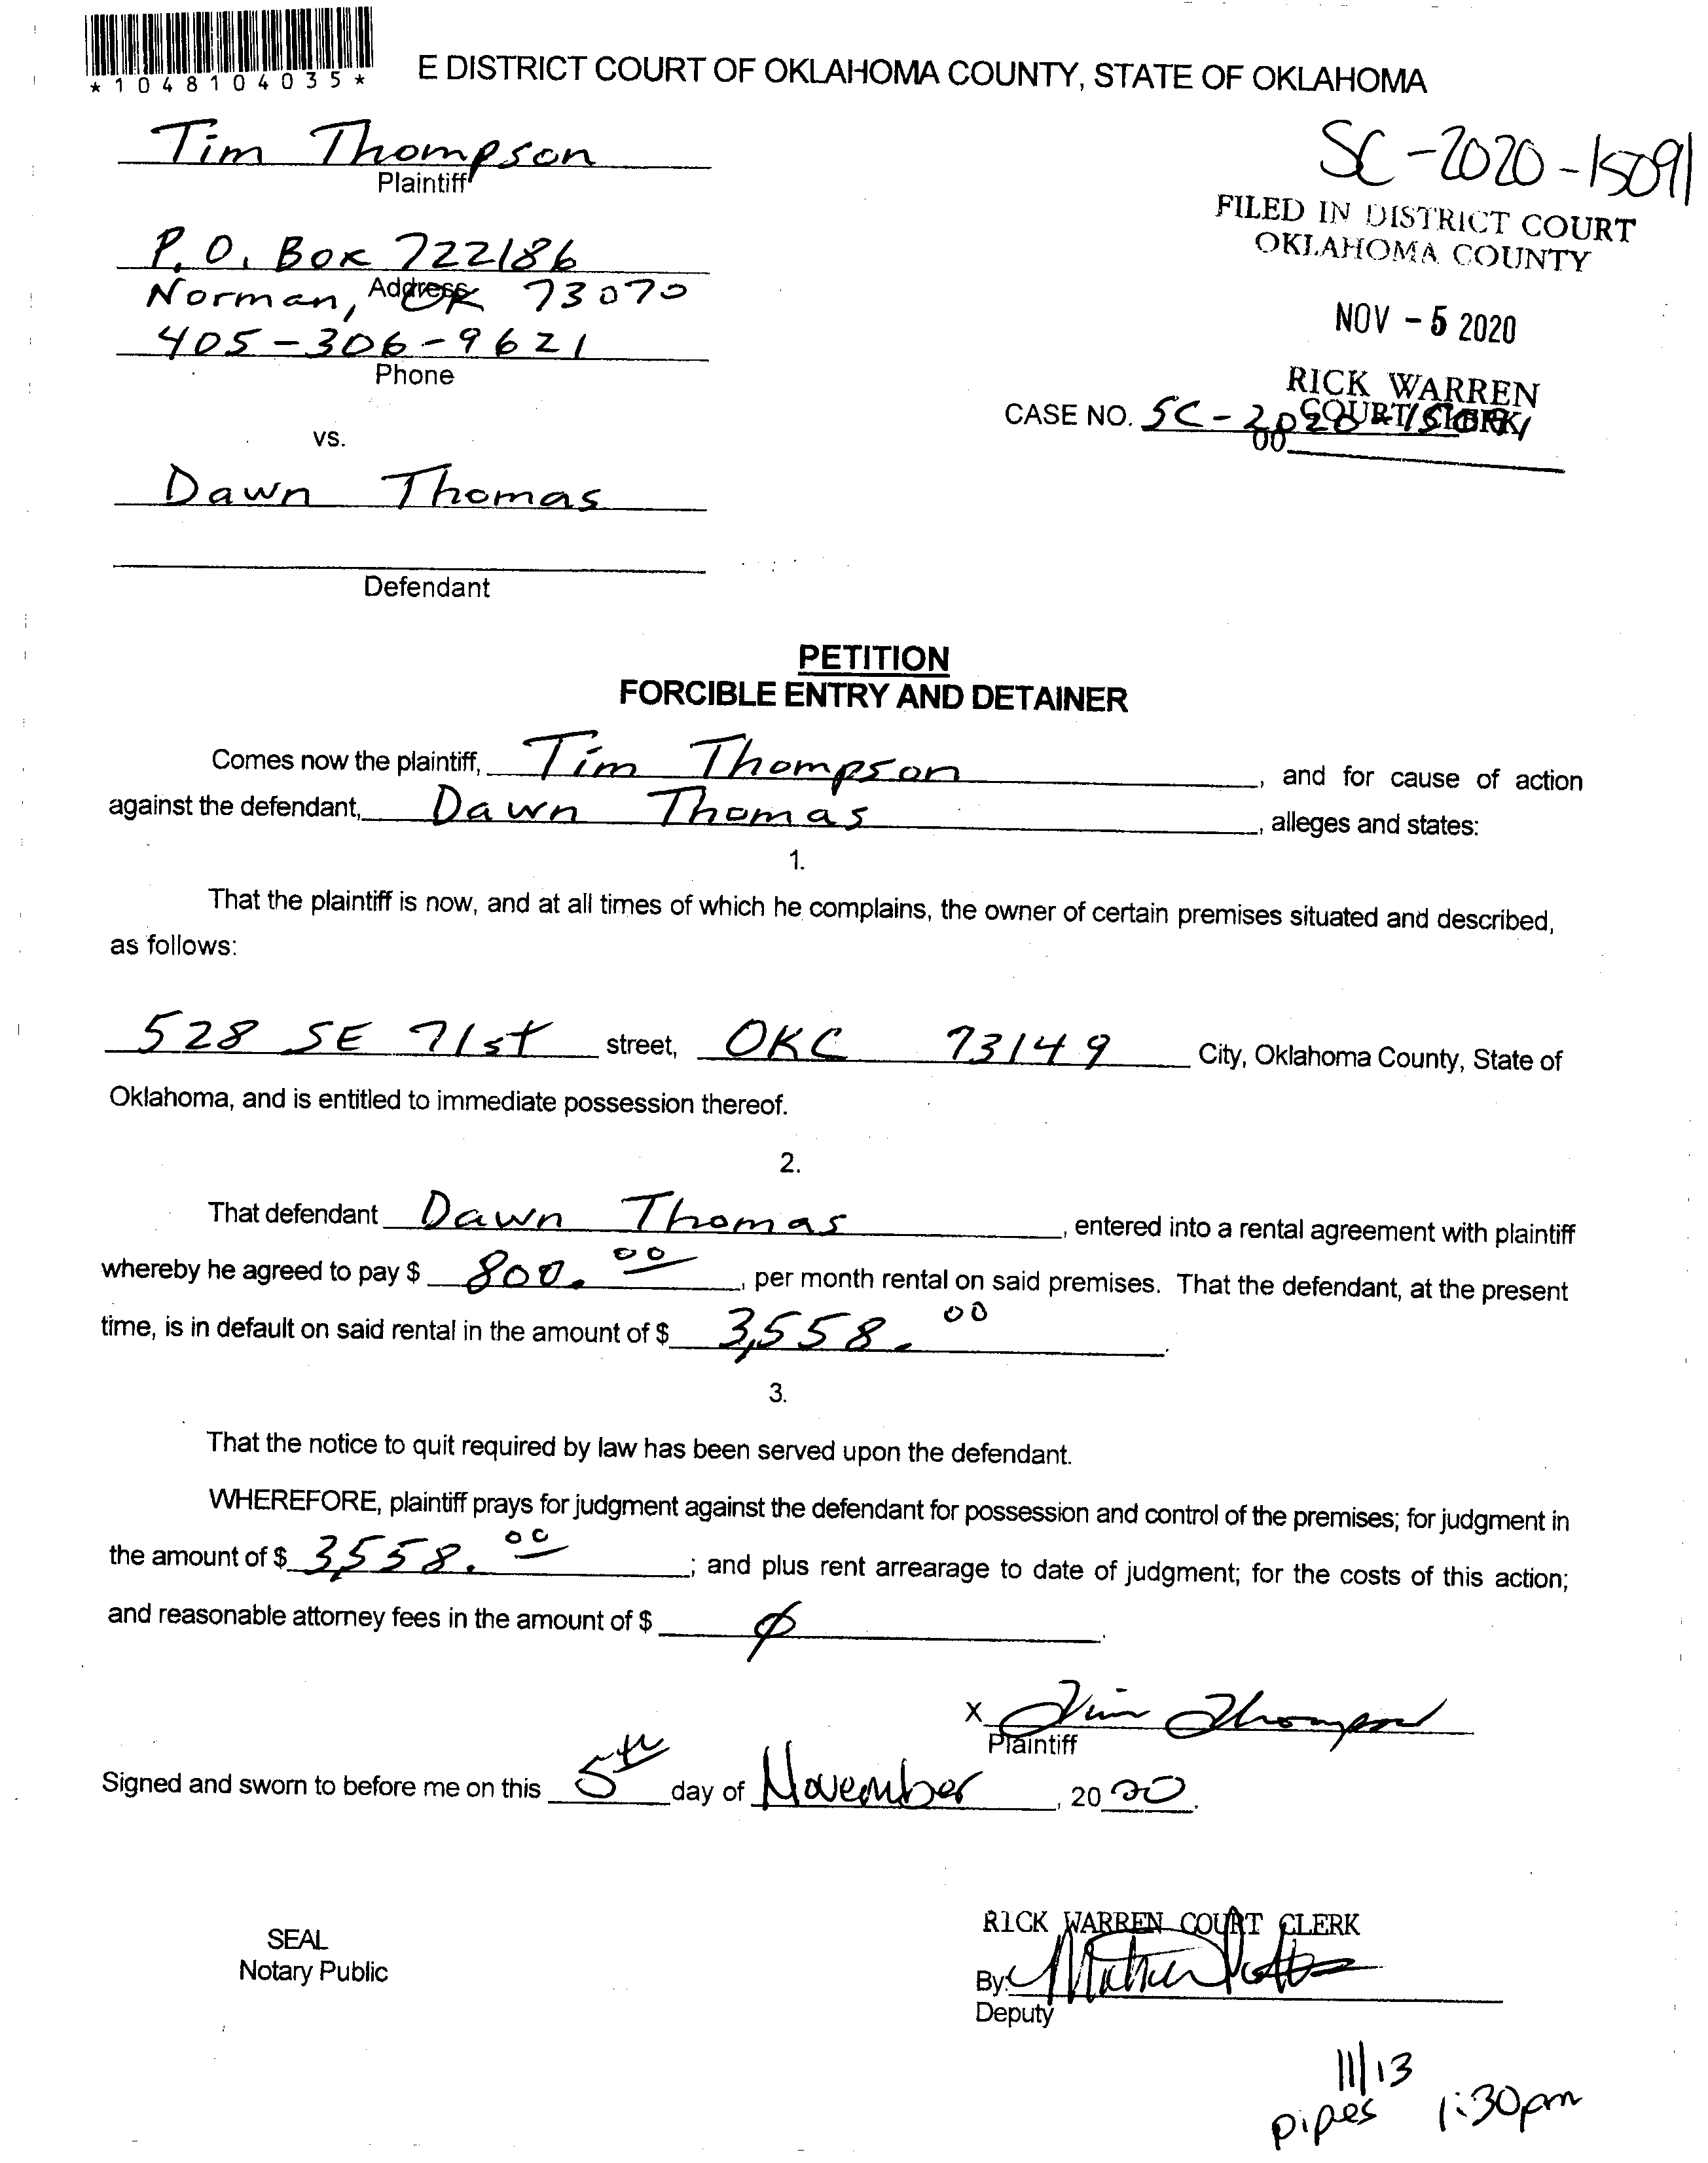 *1048104035*
E DISTRICT COURT OF OKLAHOMA COUNTY, STATE OF OKLAHOMA
Tim Thompson
Plaintiff
SC-2020-15091
FILED IN DISTRICT COURT
OKLAHOMA COUNTY
P.O. Box 722186
Address
Norman, OK 73070
NOV - 5 2020
405-306-9621
Phone
RICK WARREN
COURT CLERK
CASE NO. SC-2020-15091
00
vs.
Dawn Thomas
Defendant
PETITION
FORCIBLE ENTRY AND DETAINER
Comes now the plaintiff, Tim Thompson, and for cause of action
against the defendant, Dawn Thomas, alleges and states:
1.
That the plaintiff is now, and at all times of which he complains, the owner of certain premises situated and described,
as follows:
528 SE 71st street, OKC 73149 City, Oklahoma County, State of
Oklahoma, and is entitled to immediate possession thereof.
2.
That defendant Dawn Thomas, entered into a rental agreement with plaintiff
whereby he agreed to pay $ 800.00, per month rental on said premises. That the defendant, at the present
time, is in default on said rental in the amount of $ 3,558.00.
3.
That the notice to quit required by law has been served upon the defendant.
WHEREFORE, plaintiff prays for judgment against the defendant for possession and control of the premises; for judgment in
the amount of $ 3,558.00; and plus rent arrearage to date of judgment; for the costs of this action;
and reasonable attorney fees in the amount of $ ϕ.
X Tim Thompson
Plaintiff
Signed and sworn to before me on this 5th day of November, 2020.
SEAL
Notary Public
RICK WARREN COURT CLERK
By:
Deputy
11/13
pipes 1:30pm